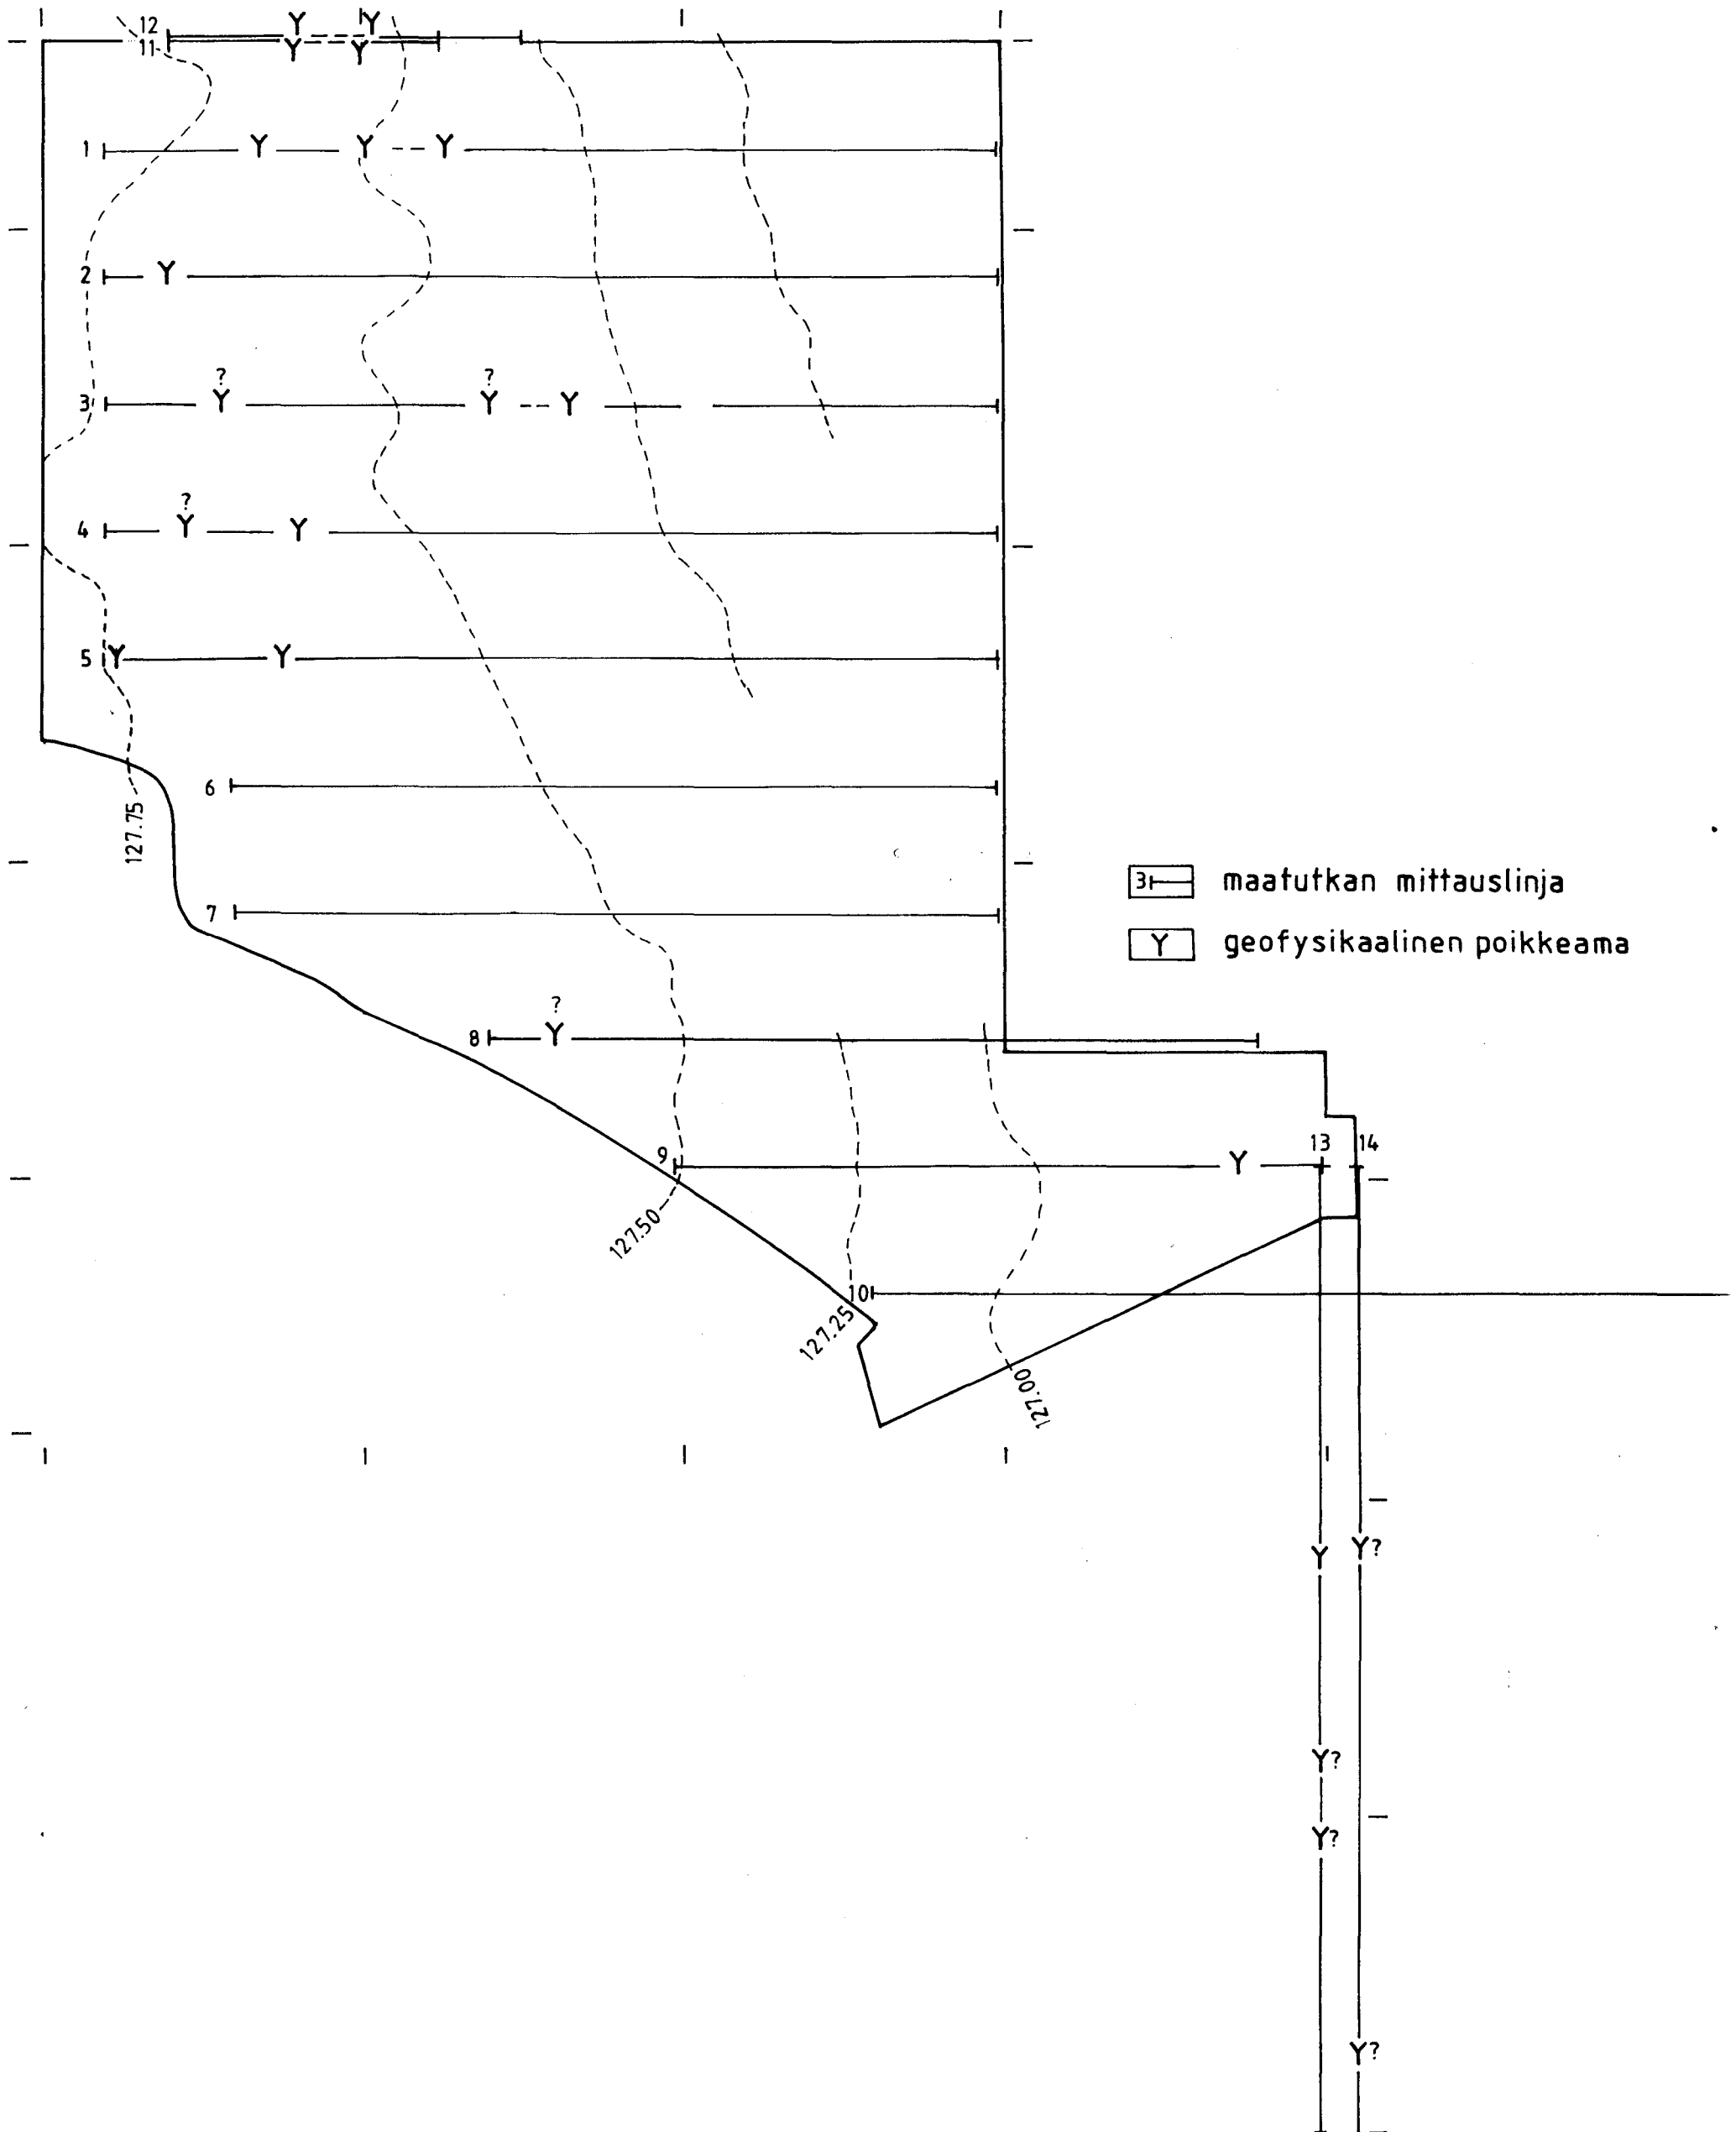 12 Y Y
11 Y Y
1 Y Y Y
2 Y
? ?
3 Y Y Y
?
4 Y Y
5 Y Y
6
127.75
3 maatutkan mittauslinja
7
Y geofysikaalinen poikkeama
?
8 Y
13 14
9 Y
127.50
10
127.25
127.00
Y Y?
Y?
Y?
Y?